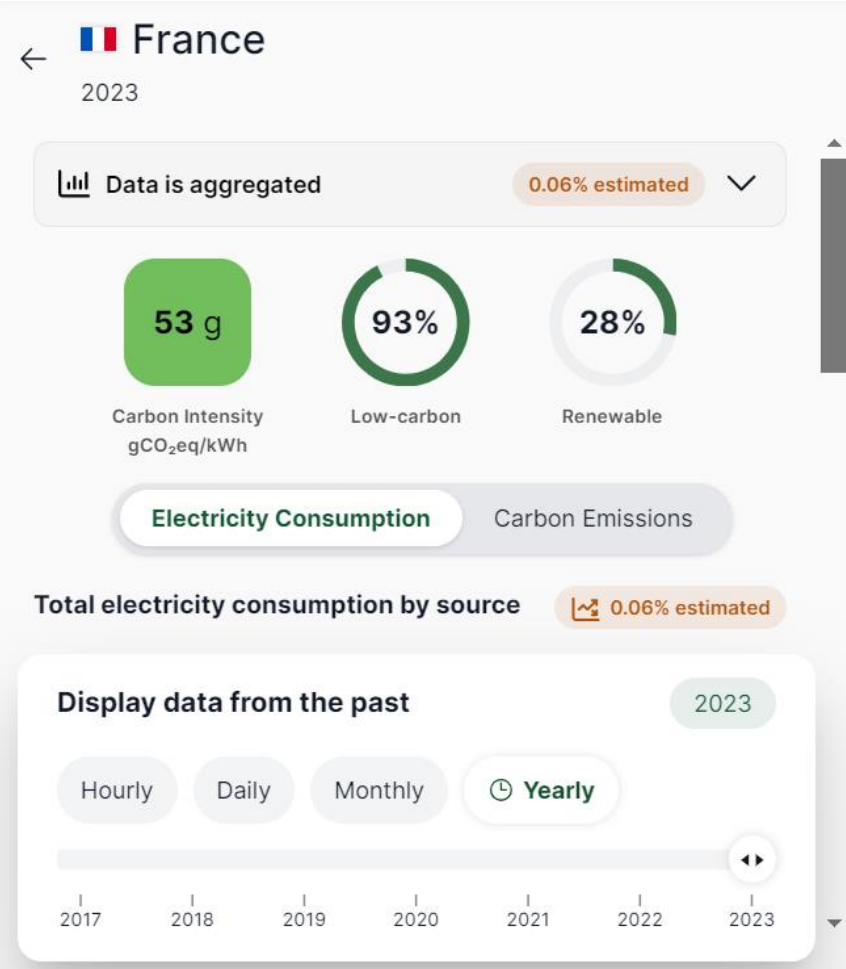 France
2023
Data is aggregated 0.06% estimated
53 g 93% 28%
Carbon Intensity Low-carbon Renewable
gCO₂eq/kWh
Electricity Consumption Carbon Emissions
Total electricity consumption by source 0.06% estimated
Display data from the past 2023
Hourly Daily Monthly Yearly
2017 2018 2019 2020 2021 2022 2023